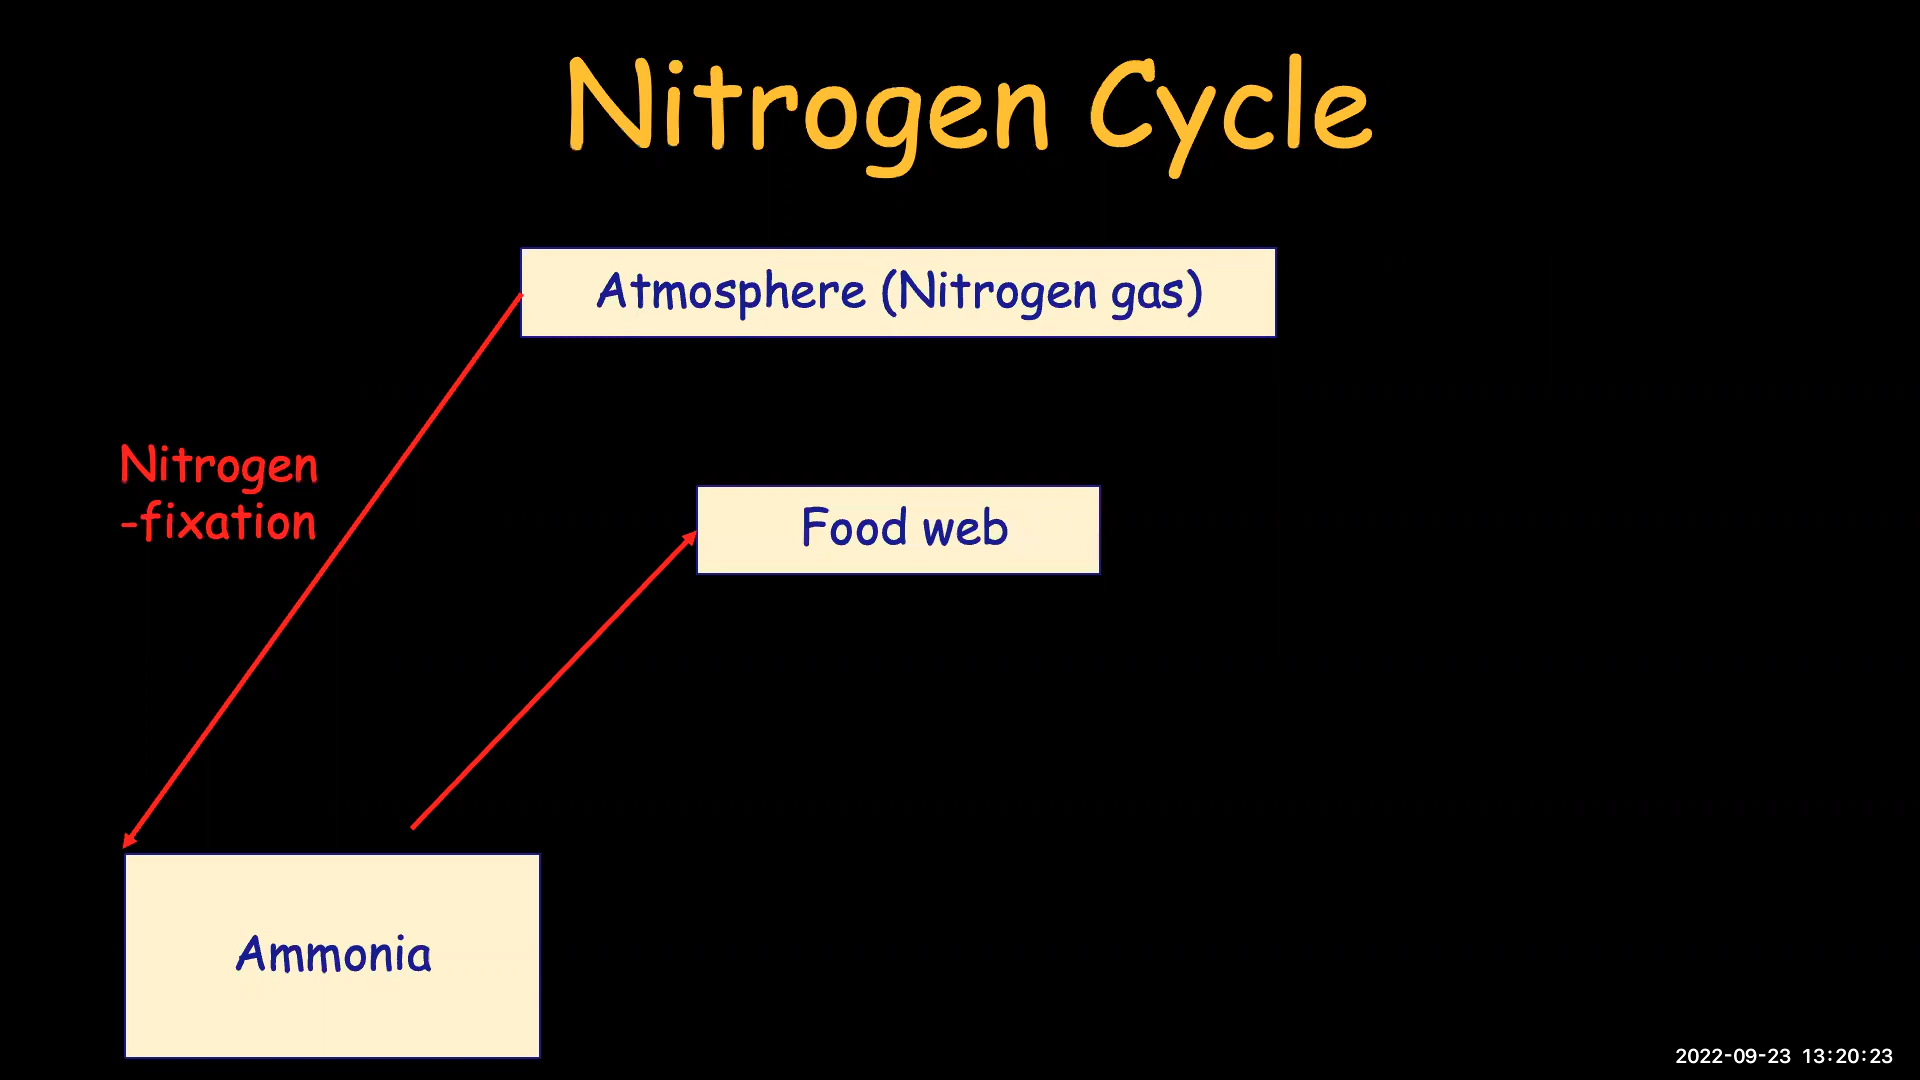 Nitrogen Cycle
Atmosphere (Nitrogen gas)
Nitrogen
-fixation
Food web
Ammonia
2022-09-23 13:20:23